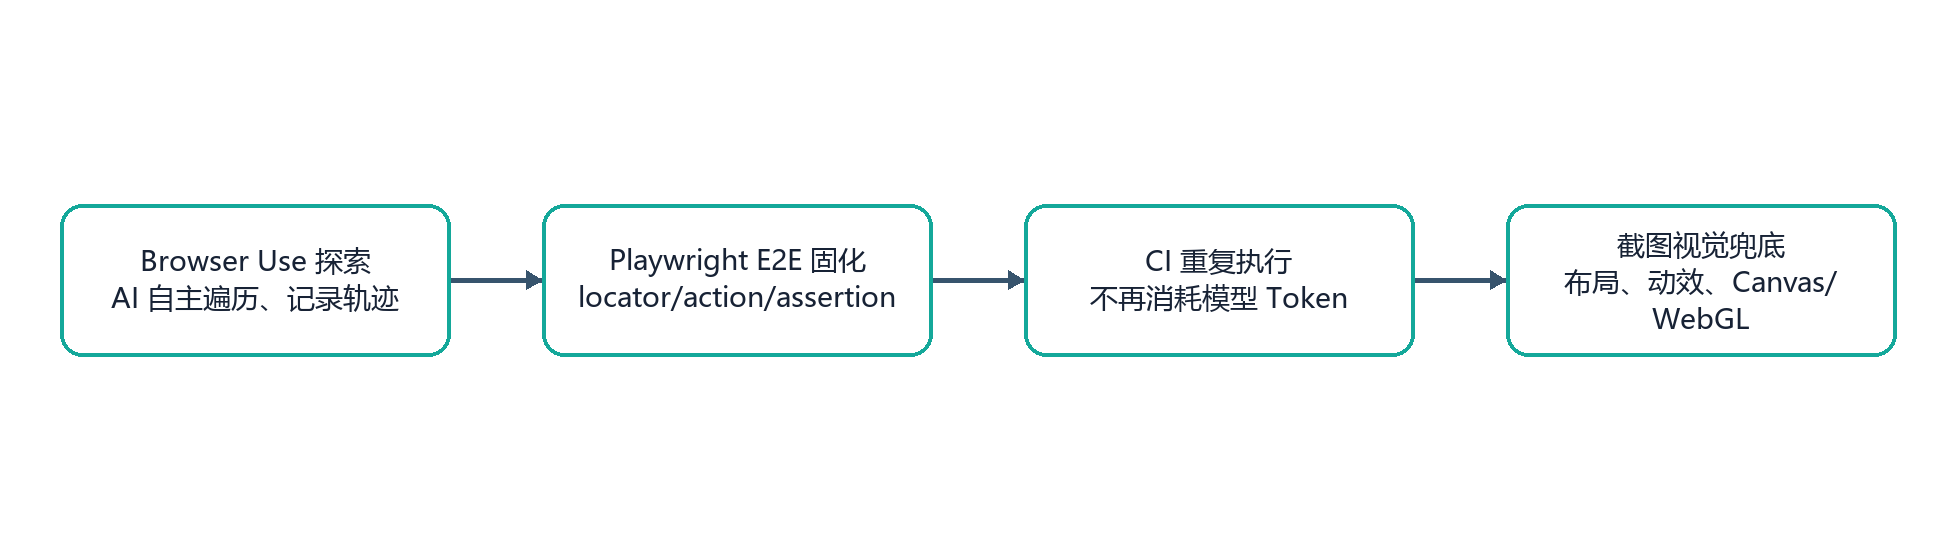 Browser Use 探索
AI 自主遍历、记录轨迹
Playwright E2E 固化
locator/action/assertion
CI 重复执行
不再消耗模型 Token
截图视觉兜底
布局、动效、Canvas/
WebGL